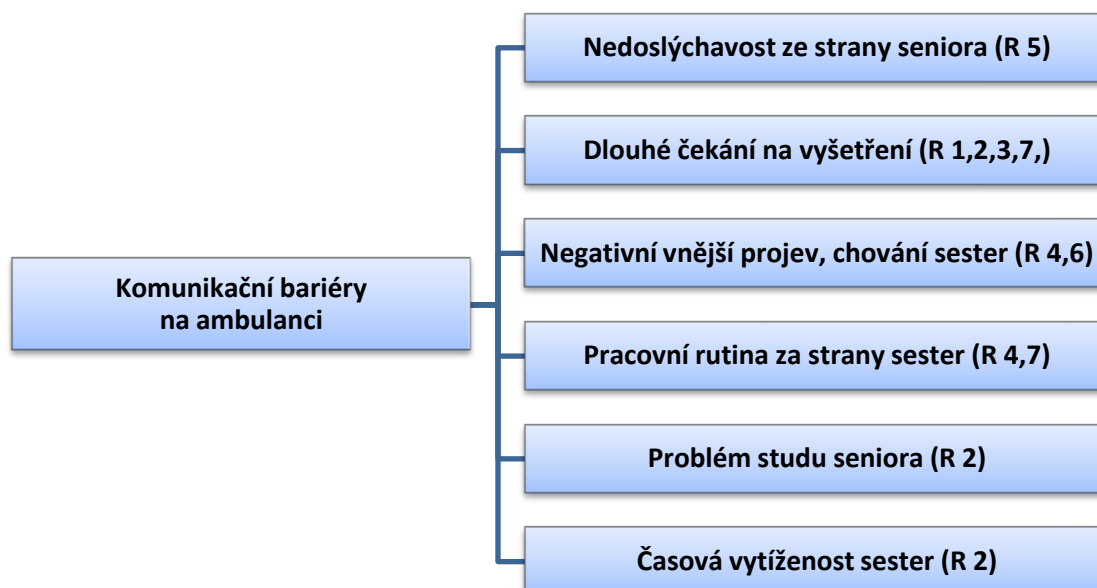 Komunikační bariéry
na ambulanci
Nedoslýchavost ze strany seniora (R 5)
Dlouhé čekání na vyšetření (R 1,2,3,7,)
Negativní vnější projev, chování sester (R 4,6)
Pracovní rutina za strany sester (R 4,7)
Problém studu seniora (R 2)
Časová vytíženost sester (R 2)